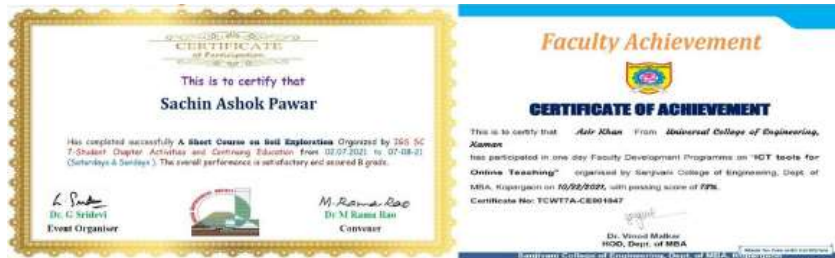 CERTIFICATE
of Participation
This is to certify that
Sachin Ashok Pawar
Has completed successfully A Short Course on Soil Exploration Organized by IGS SC
7-Student Chapter Activities and Continuing Education from 02.07.2021 to 07-08-21
(Saturdays & Sundays ). The overall performance is satisfactory and secured B grade.
Dr. G Sridevi
Event Organiser
M. Rama Rao
Dr M Rama Rao
Convener
Faculty Achievement
CERTIFICATE OF ACHIEVEMENT
This is to certify that Asir Khan From Universal College of Engineering,
Kaman
has participated in one day Faculty Development Programme on "ICT tools for
Online Teaching" organised by Sanjivani College of Engineering, Dept. of
MBA, Kopargaon on with passing score of
Certificate No: TCWT7A-CE001047
Dr. Vinod Malkar
HOD, Dept. of MBA
Sanjivani College of Engineering, Dept. of MBA, Kopargaon